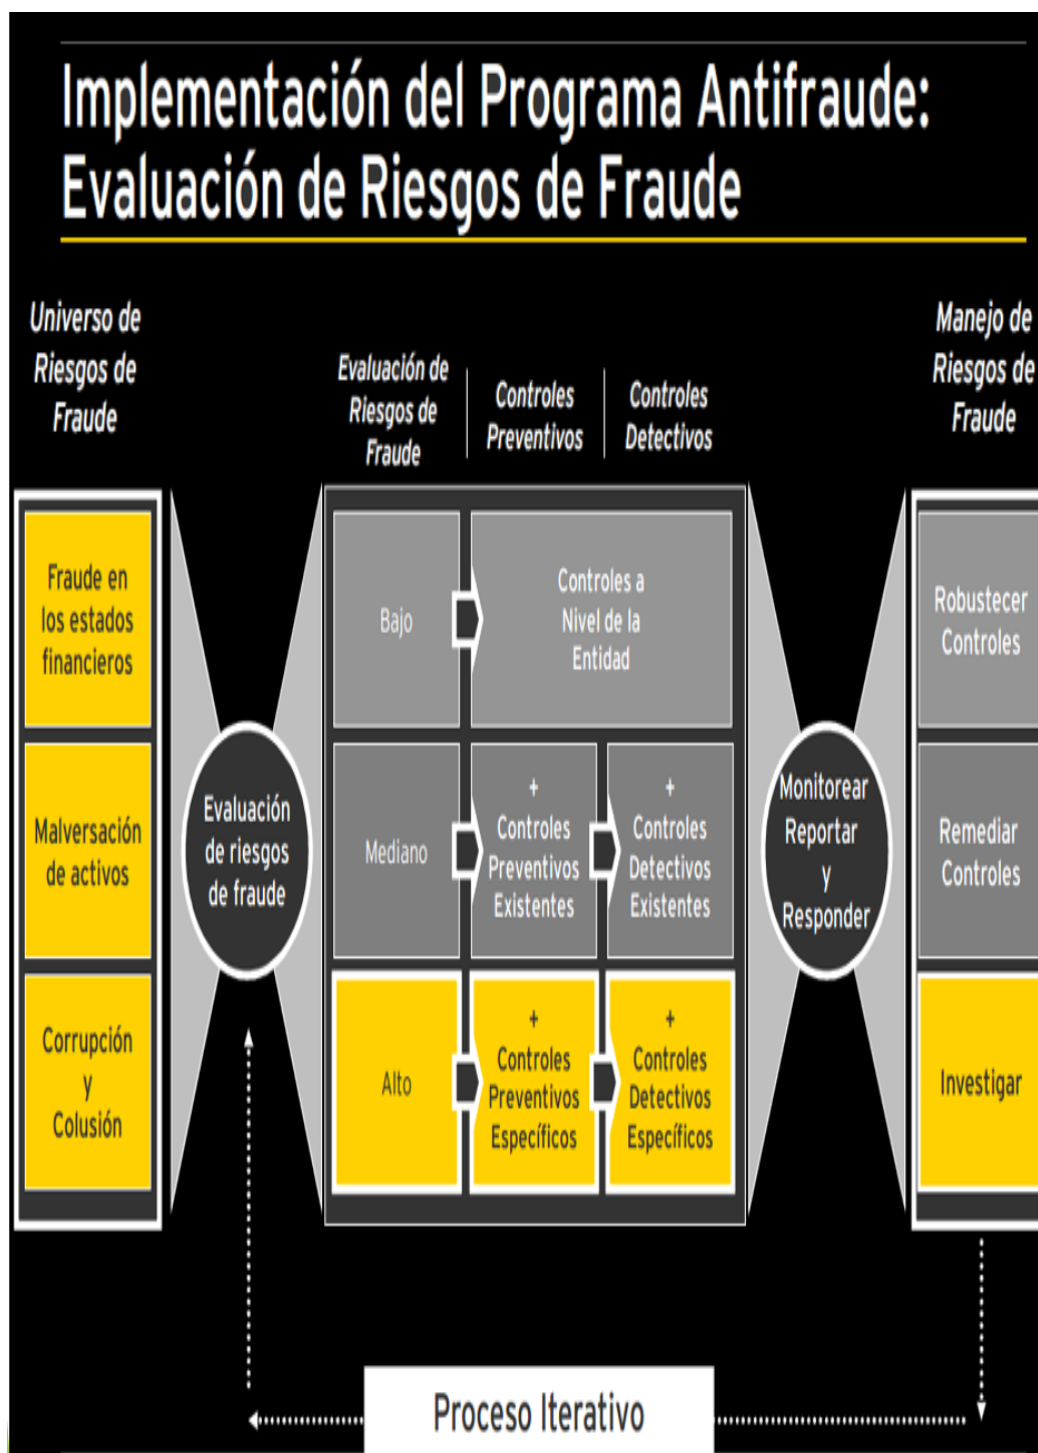 Implementación del Programa Antifraude:
Evaluación de Riesgos de Fraude
Universo de
Riesgos de
Fraude
Evaluación de
Riesgos de
Fraude
Controles
Preventivos
Controles
Detectivos
Manejo de
Riesgos de
Fraude
Fraude en
los estados
financieros
Malversación
de activos
Corrupción
y
Colusión
Evaluación
de riesgos
de fraude
Bajo
Controles a
Nivel de la
Entidad
Mediano
+
Controles
Preventivos
Existentes
+
Controles
Detectivos
Existentes
Alto
+
Controles
Preventivos
Específicos
+
Controles
Detectivos
Específicos
Monitorear
Reportar
y
Responder
Robustecer
Controles
Remediar
Controles
Investigar
Proceso Iterativo